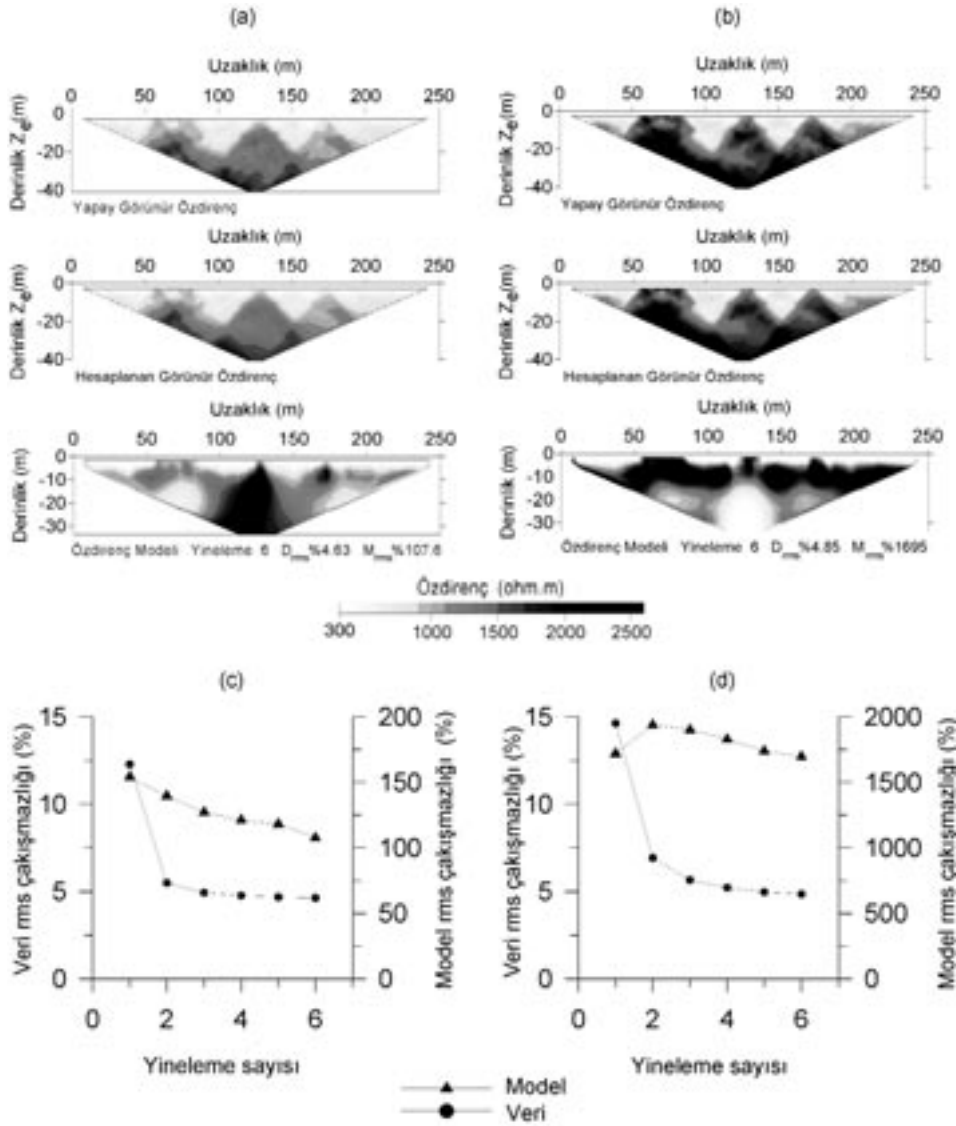 (a)
Uzaklık (m)
0 50 100 150 200 250
Derinlik Ze(m)
0
-20
-40
Yapay Görünür Özdirenç
Uzaklık (m)
0 50 100 150 200 250
Derinlik Ze(m)
0
-20
-40
Hesaplanan Görünür Özdirenç
Uzaklık (m)
0 50 100 150 200 250
Derinlik (m)
0
-10
-20
-30
Özdirenç Modeli Yineleme 6 Drms%4.63 Mrms%107.6
(b)
Uzaklık (m)
0 50 100 150 200 250
Derinlik Ze(m)
0
-20
-40
Yapay Görünür Özdirenç
Uzaklık (m)
0 50 100 150 200 250
Derinlik Ze(m)
0
-20
-40
Hesaplanan Görünür Özdirenç
Uzaklık (m)
0 50 100 150 200 250
Derinlik (m)
0
-10
-20
-30
Özdirenç Modeli Yineleme 6 Drms%4.85 Mrms%1695
Özdirenç (ohm.m)
300 1000 1500 2000 2500
(c)
Veri rms çakışmazlığı (%)
15
10
5
0
Model rms çakışmazlığı (%)
200
150
100
50
0
0 2 4 6
Yineleme sayısı
(d)
Veri rms çakışmazlığı (%)
15
10
5
0
Model rms çakışmazlığı (%)
2000
1500
1000
500
0
0 2 4 6
Yineleme sayısı
Model
Veri